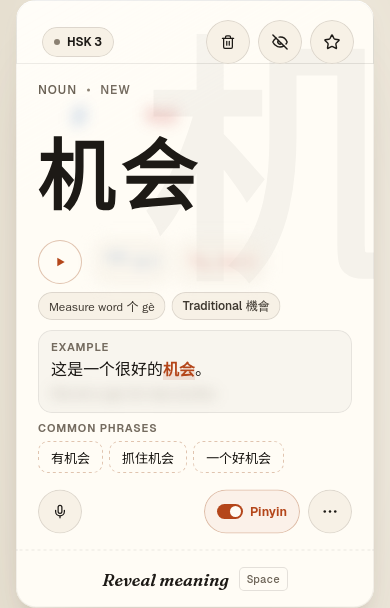 HSK 3
NOUN • NEW
机会
Measure word 个 gè
Traditional 機會
EXAMPLE
这是一个很好的机会。
COMMON PHRASES
有机会
抓住机会
一个好机会
Pinyin
Reveal meaning Space